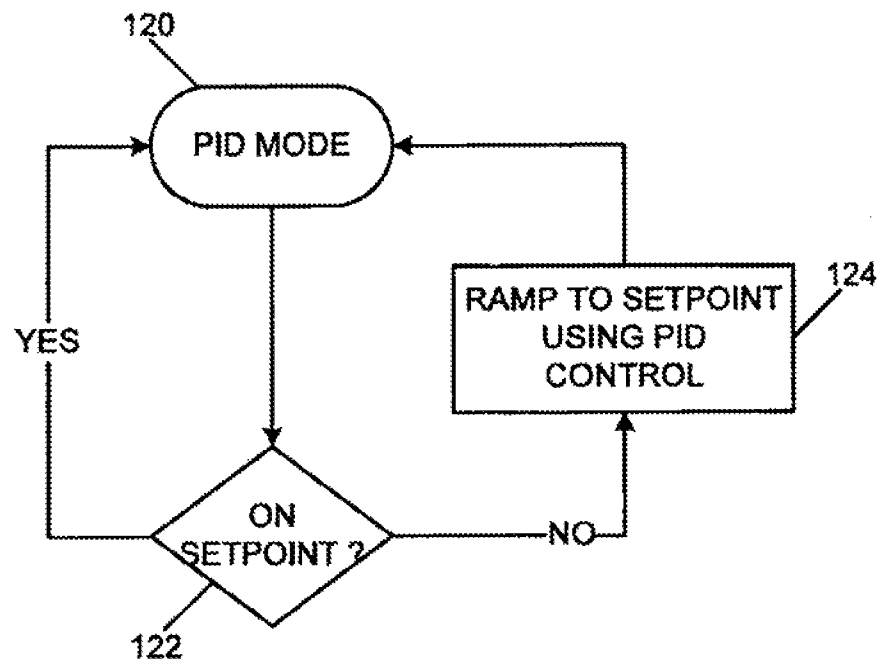 120
PID MODE
RAMP TO SETPOINT
USING PID
CONTROL
124
YES
ON
SETPOINT ?
NO
122